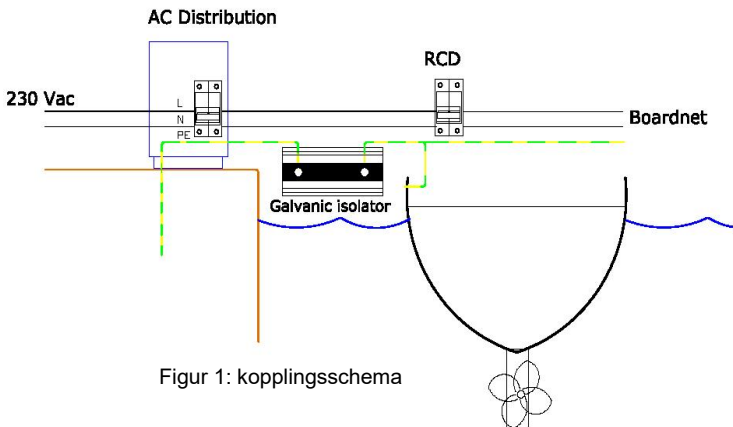 AC Distribution
RCD
230 Vac
L
N
PE
Boardnet
Galvanic isolator
Figur 1: kopplingsschema